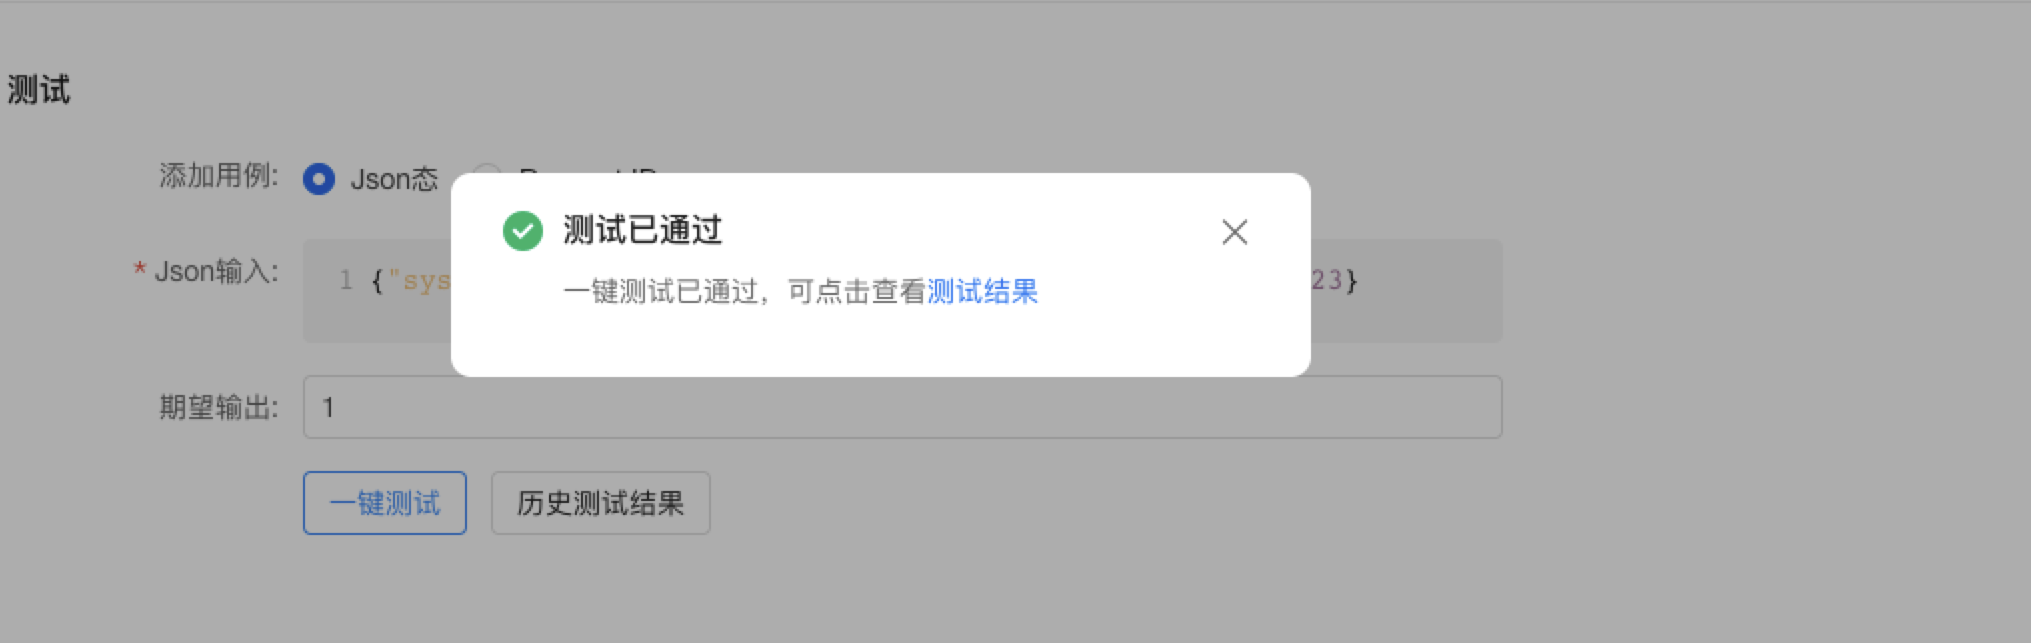 测试
添加用例: Json态
测试已通过
* Json输入: 1 {"sys 23}
一键测试已通过，可点击查看测试结果
期望输出: 1
一键测试 历史测试结果